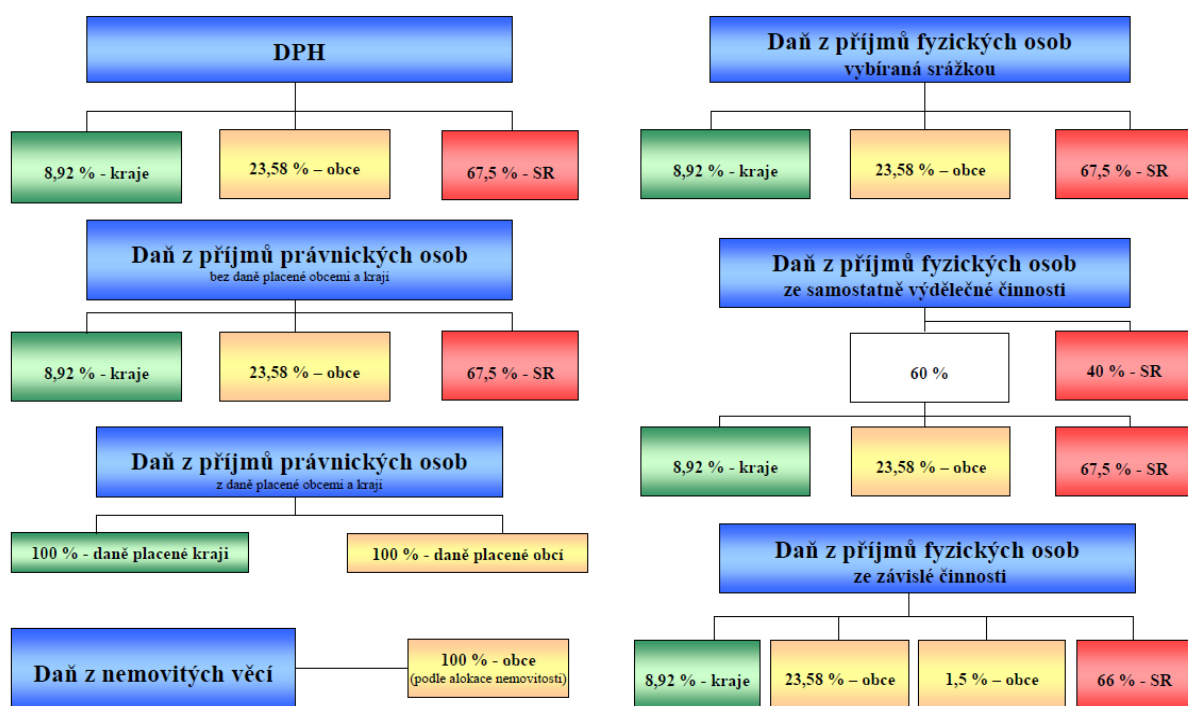 DPH
8,92 % - kraje
23,58 % – obce
67,5 % - SR
Daň z příjmů právnických osob
bez daně placené obcemi a kraji
8,92 % - kraje
23,58 % – obce
67,5 % - SR
Daň z příjmů právnických osob
z daně placené obcemi a kraji
100 % - daně placené kraji
100 % - daně placené obcí
Daň z nemovitých věcí
100 % - obce
(podle alokace nemovitosti)
Daň z příjmů fyzických osob
vybíraná srážkou
8,92 % - kraje
23,58 % – obce
67,5 % - SR
Daň z příjmů fyzických osob
ze samostatně výdělečné činnosti
60 %
40 % - SR
8,92 % - kraje
23,58 % – obce
67,5 % - SR
Daň z příjmů fyzických osob
ze závislé činnosti
8,92 % - kraje
23,58 % – obce
1,5 % – obce
66 % - SR